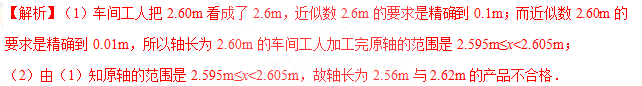 【解析】（1）车间工人把 2.60m 看成了 2.6m，近似数 2.6m 的要求是精确到 0.1m；而近似数 2.60m 的
要求是精确到 0.01m，所以轴长为 2.60m 的车间工人加工完原轴的范围是 2.595m≤x<2.605m；
（2）由（1）知原轴的范围是 2.595m≤x<2.605m，故轴长为 2.56m 与 2.62m 的产品不合格．